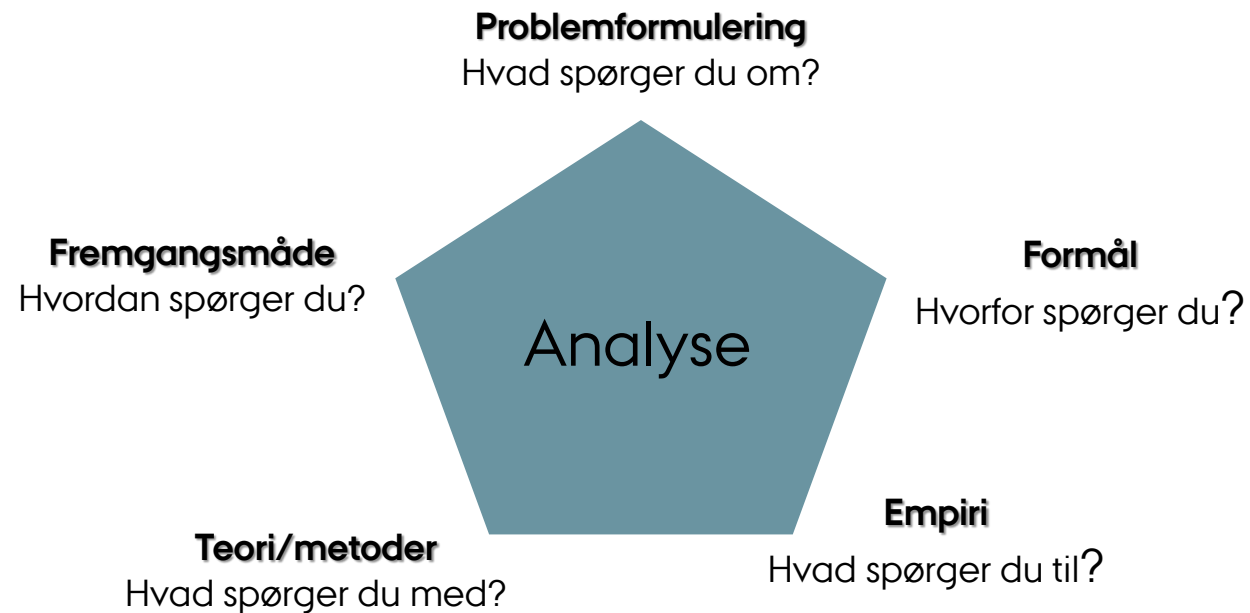 Problemformulering
Hvad spørger du om?
Fremgangsmåde
Hvordan spørger du?
Formål
Hvorfor spørger du?
Analyse
Empiri
Hvad spørger du til?
Teori/metoder
Hvad spørger du med?